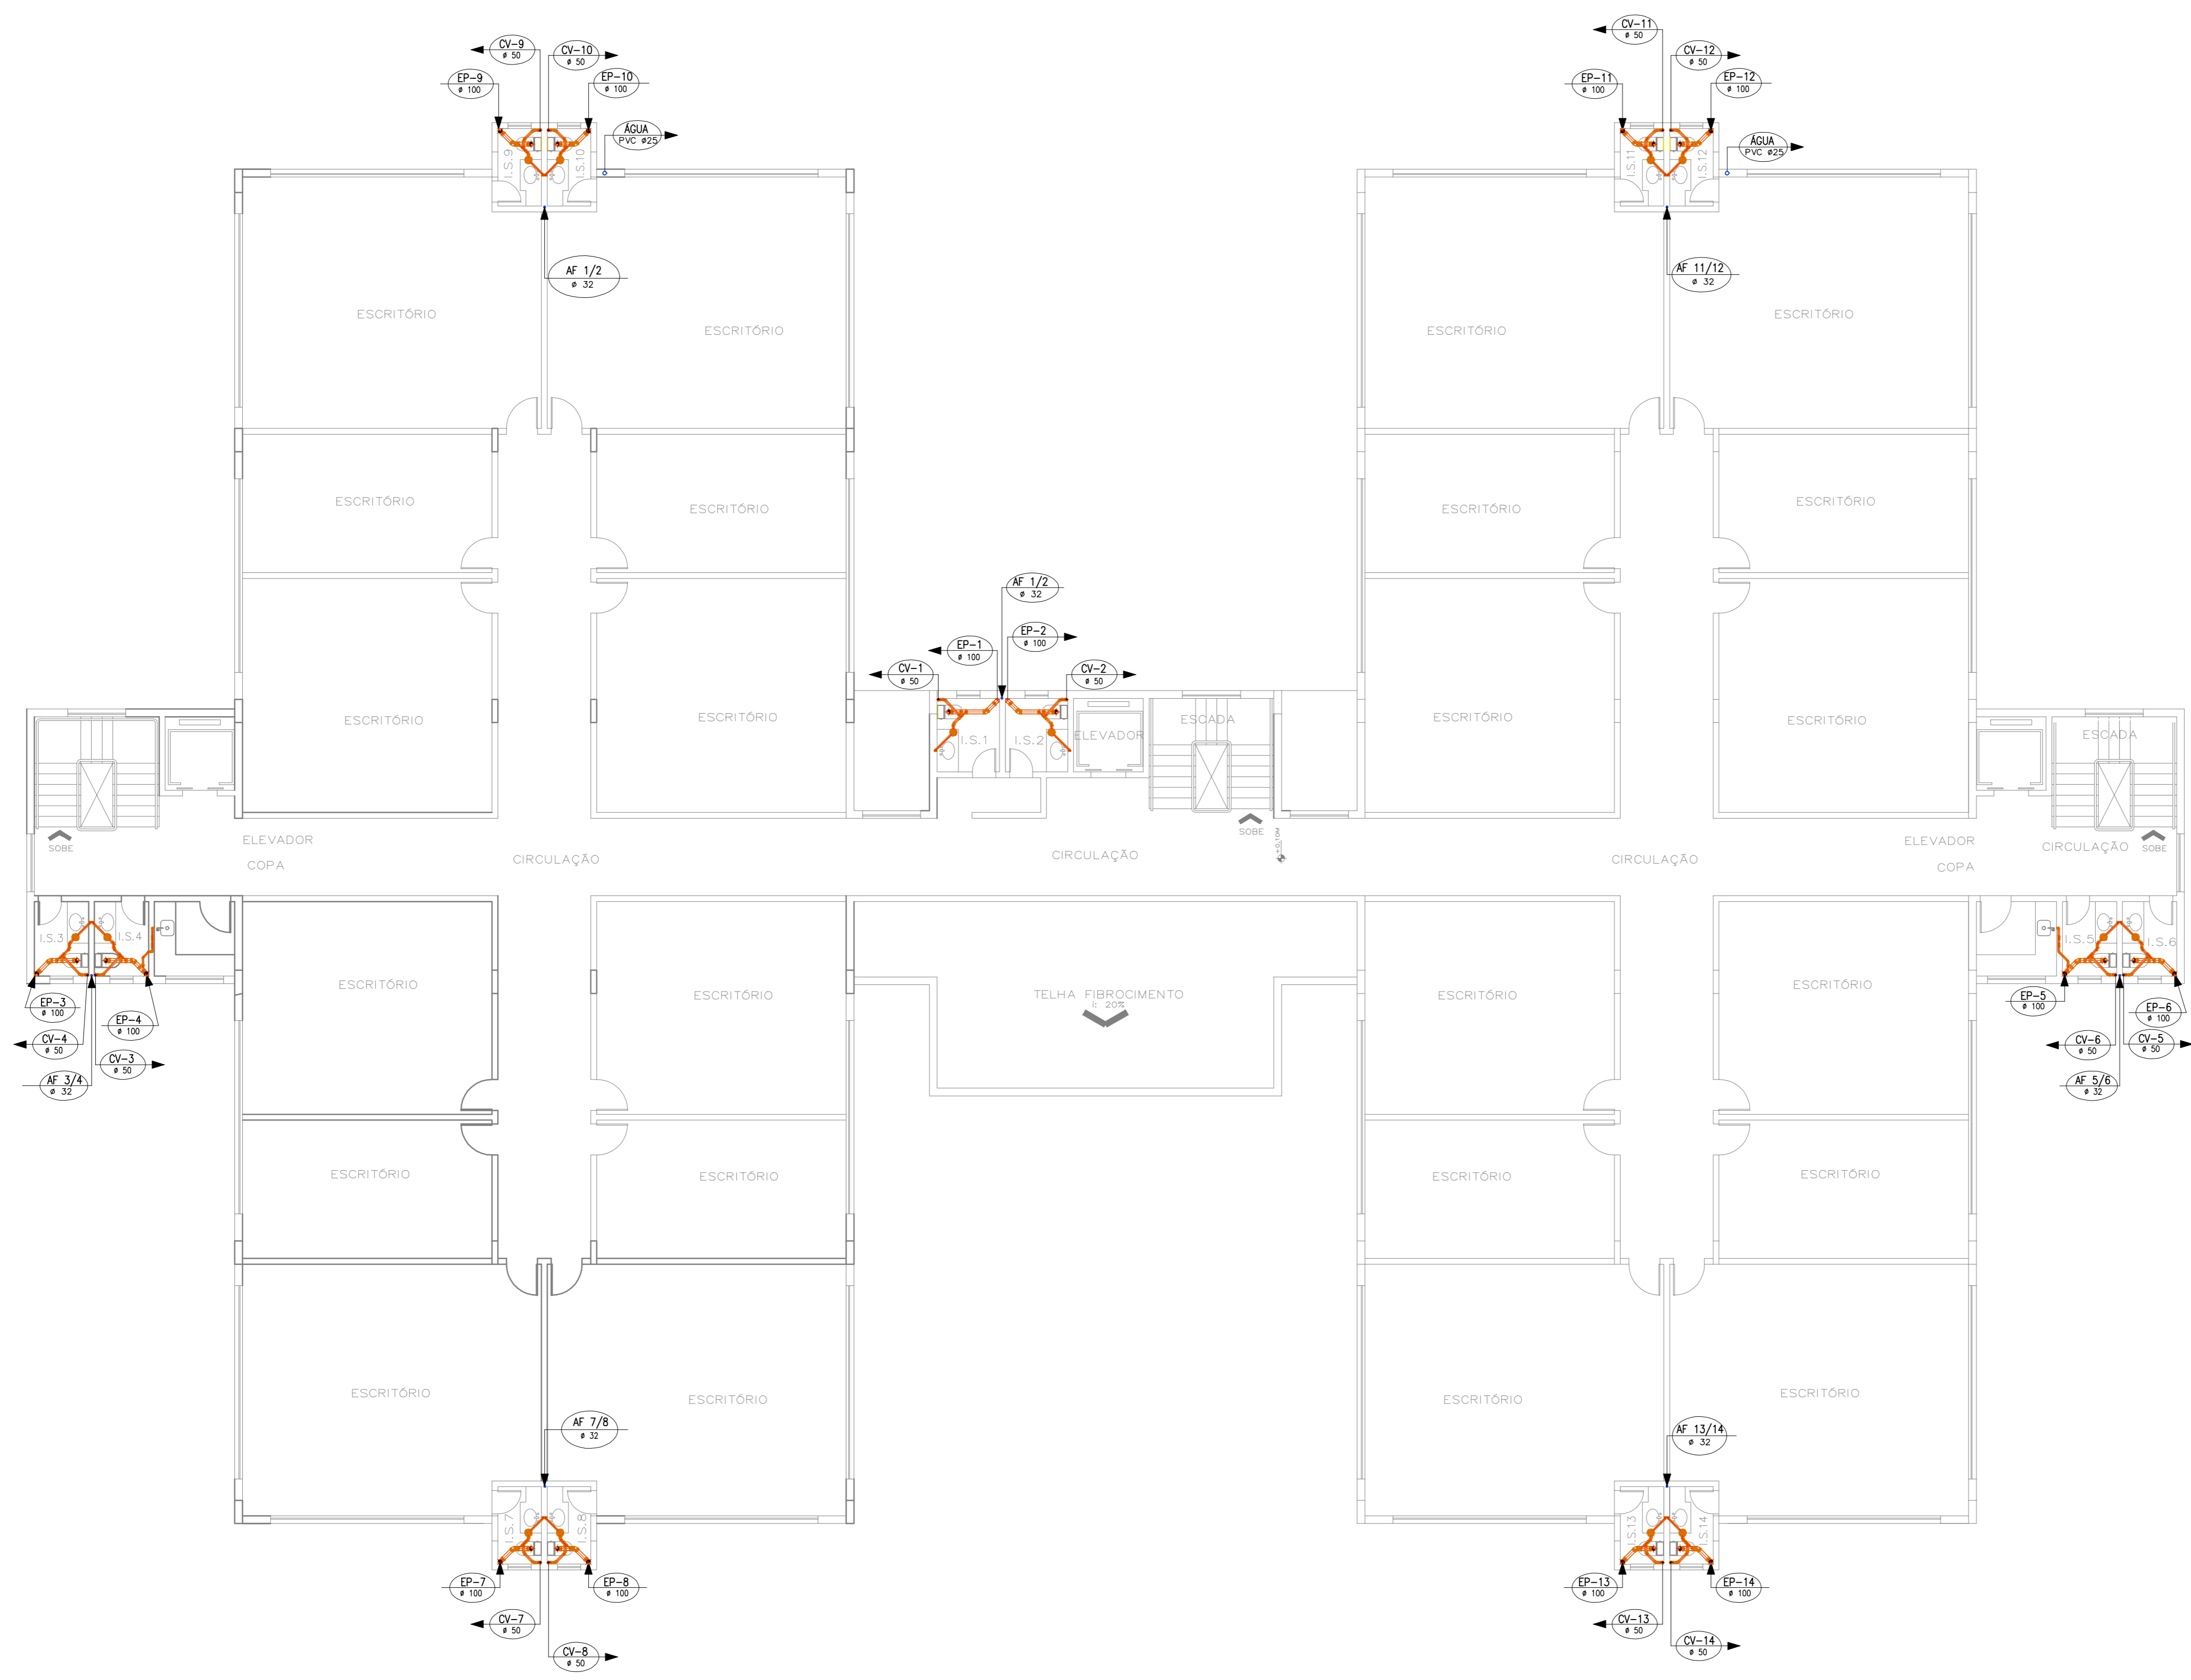 CV-11
ø 50
CV-9
ø 50
CV-10
ø 50
CV-12
ø 50
EP-9
ø 100
EP-10
ø 100
EP-11
ø 100
EP-12
ø 100
ÁGUA
PVC ø25
ÁGUA
PVC ø25
I.S.9
I.S.10
I.S.11
I.S.12
AF 1/2
ø 32
AF 11/12
ø 32
ESCRITÓRIO
ESCRITÓRIO
ESCRITÓRIO
ESCRITÓRIO
ESCRITÓRIO
ESCRITÓRIO
ESCRITÓRIO
ESCRITÓRIO
AF 1/2
ø 32
EP-1
ø 100
EP-2
ø 100
CV-1
ø 50
CV-2
ø 50
ESCRITÓRIO
ESCRITÓRIO
I.S.1
I.S.2
ELEVADOR
ESCADA
ESCRITÓRIO
ESCRITÓRIO
ESCADA
SOBE
ELEVADOR
COPA
CIRCULAÇÃO
CIRCULAÇÃO
SOBE
+0,10M
CIRCULAÇÃO
ELEVADOR
COPA
CIRCULAÇÃO
SOBE
I.S.3
I.S.4
I.S.5
I.S.6
ESCRITÓRIO
ESCRITÓRIO
TELHA FIBROCIMENTO
i: 20%
ESCRITÓRIO
ESCRITÓRIO
EP-3
ø 100
EP-4
ø 100
CV-4
ø 50
CV-3
ø 50
AF 3/4
ø 32
EP-5
ø 100
EP-6
ø 100
CV-6
ø 50
CV-5
ø 50
AF 5/6
ø 32
ESCRITÓRIO
ESCRITÓRIO
ESCRITÓRIO
ESCRITÓRIO
ESCRITÓRIO
ESCRITÓRIO
ESCRITÓRIO
ESCRITÓRIO
AF 7/8
ø 32
AF 13/14
ø 32
I.S.7
I.S.8
I.S.13
I.S.14
EP-7
ø 100
EP-8
ø 100
EP-13
ø 100
EP-14
ø 100
CV-7
ø 50
CV-8
ø 50
CV-13
ø 50
CV-14
ø 50